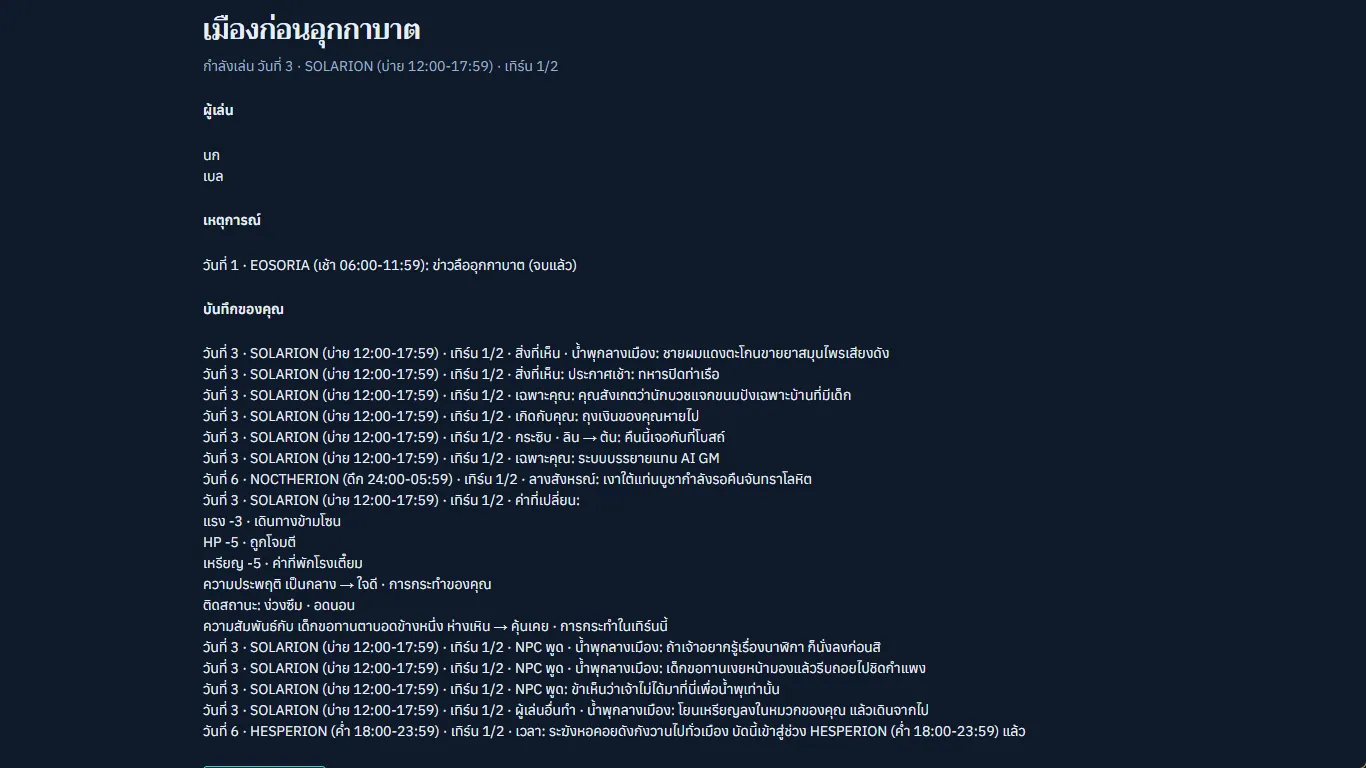 เมืองก่อนอุกกาบาต
กำลังเล่น วันที่ 3 · SOLARION (บ่าย 12:00-17:59) · เทิร์น 1/2
ผู้เล่น
นก
เบล
เหตุการณ์
วันที่ 1 · EOSORIA (เช้า 06:00-11:59): ข่าวลืออุกกาบาต (จบแล้ว)
บันทึกของคุณ
วันที่ 3 · SOLARION (บ่าย 12:00-17:59) · เทิร์น 1/2 · สิ่งที่เห็น · น้ำพุกลางเมือง: ชายผมแดงตะโกนขายยาสมุนไพรเสียงดัง
วันที่ 3 · SOLARION (บ่าย 12:00-17:59) · เทิร์น 1/2 · สิ่งที่เห็น: ประกาศเช้า: ทหารปิดท่าเรือ
วันที่ 3 · SOLARION (บ่าย 12:00-17:59) · เทิร์น 1/2 · เฉพาะคุณ: คุณสังเกตว่านักบวชแจกขนมปังเฉพาะบ้านที่มีเด็ก
วันที่ 3 · SOLARION (บ่าย 12:00-17:59) · เทิร์น 1/2 · เกิดกับคุณ: ถุงเงินของคุณหายไป
วันที่ 3 · SOLARION (บ่าย 12:00-17:59) · เทิร์น 1/2 · กระซิบ · ลิน → ต้น: คืนนี้เจอกันที่โบสถ์
วันที่ 3 · SOLARION (บ่าย 12:00-17:59) · เทิร์น 1/2 · เฉพาะคุณ: ระบบบรรยายแทน AI GM
วันที่ 6 · NOCTHERION (ดึก 24:00-05:59) · เทิร์น 1/2 · ลางสังหรณ์: เงาใต้แท่นบูชากำลังรอคืนจันทราโลหิต
วันที่ 3 · SOLARION (บ่าย 12:00-17:59) · เทิร์น 1/2 · ค่าที่เปลี่ยน:
แรง -3 · เดินทางข้ามโซน
HP -5 · ถูกโจมตี
เหรียญ -5 · ค่าที่พักโรงเตี๊ยม
ความประพฤติ เป็นกลาง → ใจดี · การกระทำของคุณ
ติดสถานะ: ง่วงซึม · อดนอน
ความสัมพันธ์กับ เด็กขอทานตาบอดข้างหนึ่ง ห่างเหิน → คุ้นเคย · การกระทำในเทิร์นนี้
วันที่ 3 · SOLARION (บ่าย 12:00-17:59) · เทิร์น 1/2 · NPC พูด · น้ำพุกลางเมือง: ถ้าเจ้าอยากรู้เรื่องนาฬิกา ก็นั่งลงก่อนสิ
วันที่ 3 · SOLARION (บ่าย 12:00-17:59) · เทิร์น 1/2 · NPC พูด · น้ำพุกลางเมือง: เด็กขอทานเงยหน้ามองแล้วรีบถอยไปชิดกำแพง
วันที่ 3 · SOLARION (บ่าย 12:00-17:59) · เทิร์น 1/2 · NPC พูด: ข้าเห็นว่าเจ้าไม่ได้มาที่นี่เพื่อน้ำพุเท่านั้น
วันที่ 3 · SOLARION (บ่าย 12:00-17:59) · เทิร์น 1/2 · ผู้เล่นอื่นทำ · น้ำพุกลางเมือง: โยนเหรียญลงในหมวกของคุณ แล้วเดินจากไป
วันที่ 6 · HESPERION (ค่ำ 18:00-23:59) · เทิร์น 1/2 · เวลา: ระฆังหอคอยดังกังวานไปทั่วเมือง บัดนี้เข้าสู่ช่วง HESPERION (ค่ำ 18:00-23:59) แล้ว